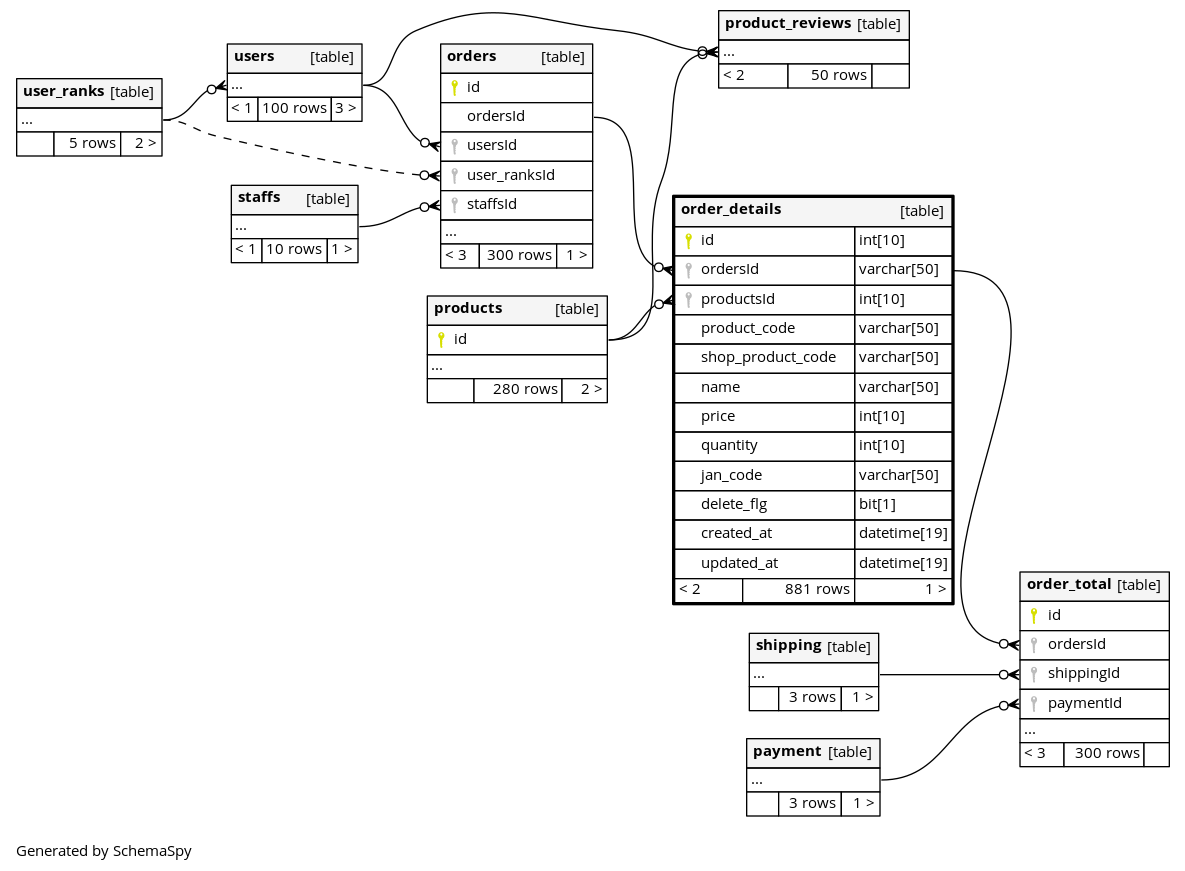 user_ranks [table]
...
5 rows 2 >
users [table]
...
< 1 100 rows 3 >
staffs [table]
...
< 1 10 rows 1 >
orders [table]
id
ordersId
usersId
user_ranksId
staffsId
...
< 3 300 rows 1 >
products [table]
id
...
280 rows 2 >
product_reviews [table]
...
< 2 50 rows
order_details [table]
id int[10]
ordersId varchar[50]
productsId int[10]
product_code varchar[50]
shop_product_code varchar[50]
name varchar[50]
price int[10]
quantity int[10]
jan_code varchar[50]
delete_flg bit[1]
created_at datetime[19]
updated_at datetime[19]
< 2 881 rows 1 >
shipping [table]
...
3 rows 1 >
payment [table]
...
3 rows 1 >
order_total [table]
id
ordersId
shippingId
paymentId
...
< 3 300 rows
Generated by SchemaSpy